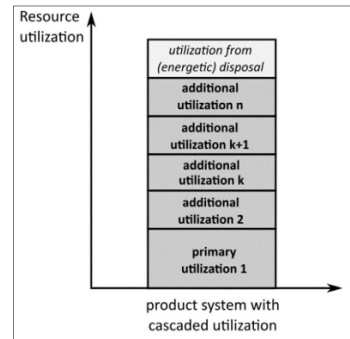 Resource
utilization
utilization from
(energetic) disposal
additional
utilization n
additional
utilization k+1
additional
utilization k
additional
utilization 2
primary
utilization 1
product system with
cascaded utilization